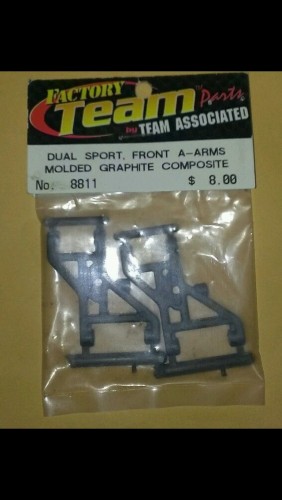 FACTORY
Team Parts
by TEAM ASSOCIATED
DUAL SPORT, FRONT A-ARMS
MOLDED GRAPHITE COMPOSITE
No: 8811 $ 8.00